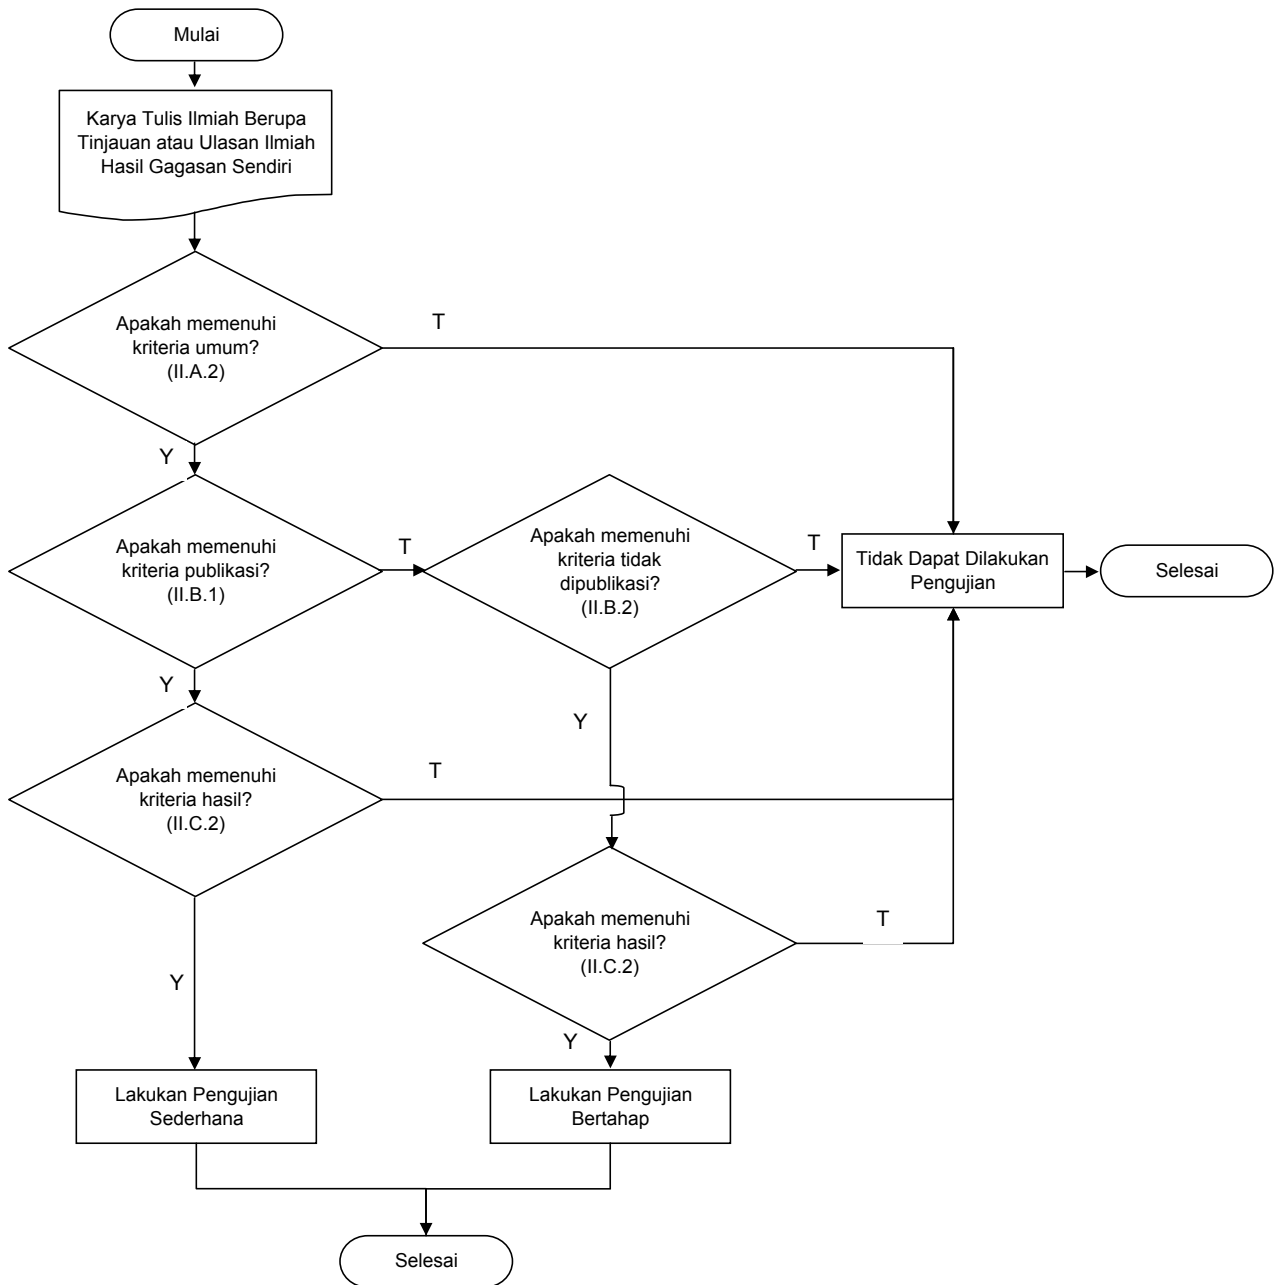 Mulai
Karya Tulis Ilmiah Berupa
Tinjauan atau Ulasan Ilmiah
Hasil Gagasan Sendiri
Apakah memenuhi
kriteria umum?
(II.A.2)
T
Y
Apakah memenuhi
kriteria publikasi?
(II.B.1)
T
Apakah memenuhi
kriteria tidak
dipublikasi?
(II.B.2)
T
Tidak Dapat Dilakukan
Pengujian
Selesai
Y
Y
Apakah memenuhi
kriteria hasil?
(II.C.2)
T
Apakah memenuhi
kriteria hasil?
(II.C.2)
T
Y
Y
Lakukan Pengujian
Sederhana
Lakukan Pengujian
Bertahap
Selesai